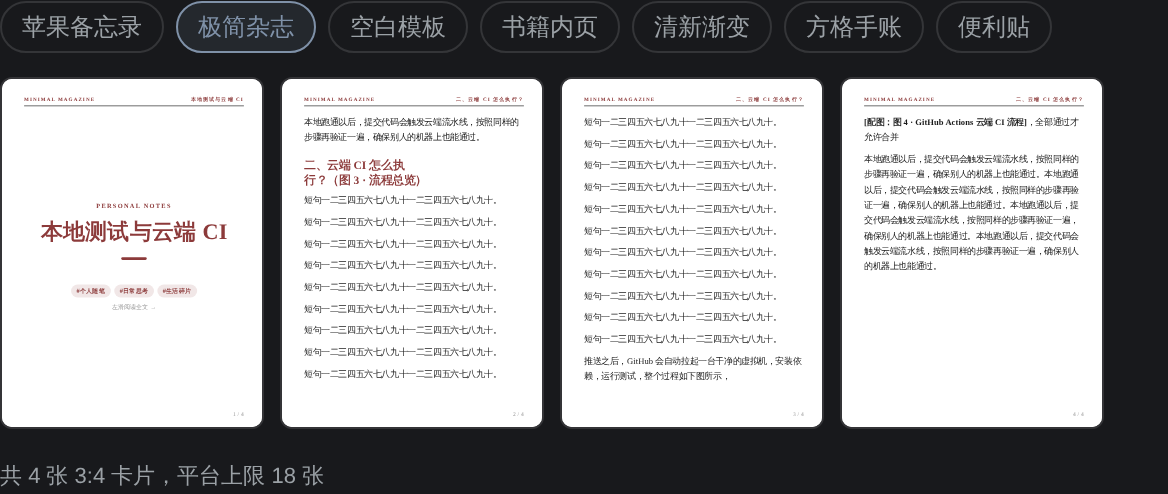 苹果备忘录 极简杂志 空白模板 书籍内页 清新渐变 方格手账 便利贴
MINIMAL MAGAZINE 本地测试与云端 CI
PERSONAL NOTES
本地测试与云端 CI
#个人随笔 #日常思考 #生活碎片
左滑阅读全文 →
1 / 4
MINIMAL MAGAZINE 二、云端 CI 怎么执行？
本地跑通以后，提交代码会触发云端流水线，按照同样的
步骤再验证一遍，确保别人的机器上也能通过。
二、云端 CI 怎么执
行？（图 3 · 流程总览）
短句一二三四五六七八九十一二三四五六七八九十。
短句一二三四五六七八九十一二三四五六七八九十。
短句一二三四五六七八九十一二三四五六七八九十。
短句一二三四五六七八九十一二三四五六七八九十。
短句一二三四五六七八九十一二三四五六七八九十。
短句一二三四五六七八九十一二三四五六七八九十。
短句一二三四五六七八九十一二三四五六七八九十。
短句一二三四五六七八九十一二三四五六七八九十。
短句一二三四五六七八九十一二三四五六七八九十。
2 / 4
MINIMAL MAGAZINE 二、云端 CI 怎么执行？
短句一二三四五六七八九十一二三四五六七八九十。
短句一二三四五六七八九十一二三四五六七八九十。
短句一二三四五六七八九十一二三四五六七八九十。
短句一二三四五六七八九十一二三四五六七八九十。
短句一二三四五六七八九十一二三四五六七八九十。
短句一二三四五六七八九十一二三四五六七八九十。
短句一二三四五六七八九十一二三四五六七八九十。
短句一二三四五六七八九十一二三四五六七八九十。
短句一二三四五六七八九十一二三四五六七八九十。
短句一二三四五六七八九十一二三四五六七八九十。
短句一二三四五六七八九十一二三四五六七八九十。
推送之后，GitHub 会自动拉起一台干净的虚拟机，安装依
赖，运行测试，整个过程如下图所示，
3 / 4
MINIMAL MAGAZINE 二、云端 CI 怎么执行？
[配图：图 4 · GitHub Actions 云端 CI 流程]，全部通过才
允许合并
本地跑通以后，提交代码会触发云端流水线，按照同样的
步骤再验证一遍，确保别人的机器上也能通过。本地跑通
以后，提交代码会触发云端流水线，按照同样的步骤再验
证一遍，确保别人的机器上也能通过。本地跑通以后，提
交代码会触发云端流水线，按照同样的步骤再验证一遍，
确保别人的机器上也能通过。本地跑通以后，提交代码会
触发云端流水线，按照同样的步骤再验证一遍，确保别人
的机器上也能通过。
4 / 4
共 4 张 3:4 卡片，平台上限 18 张